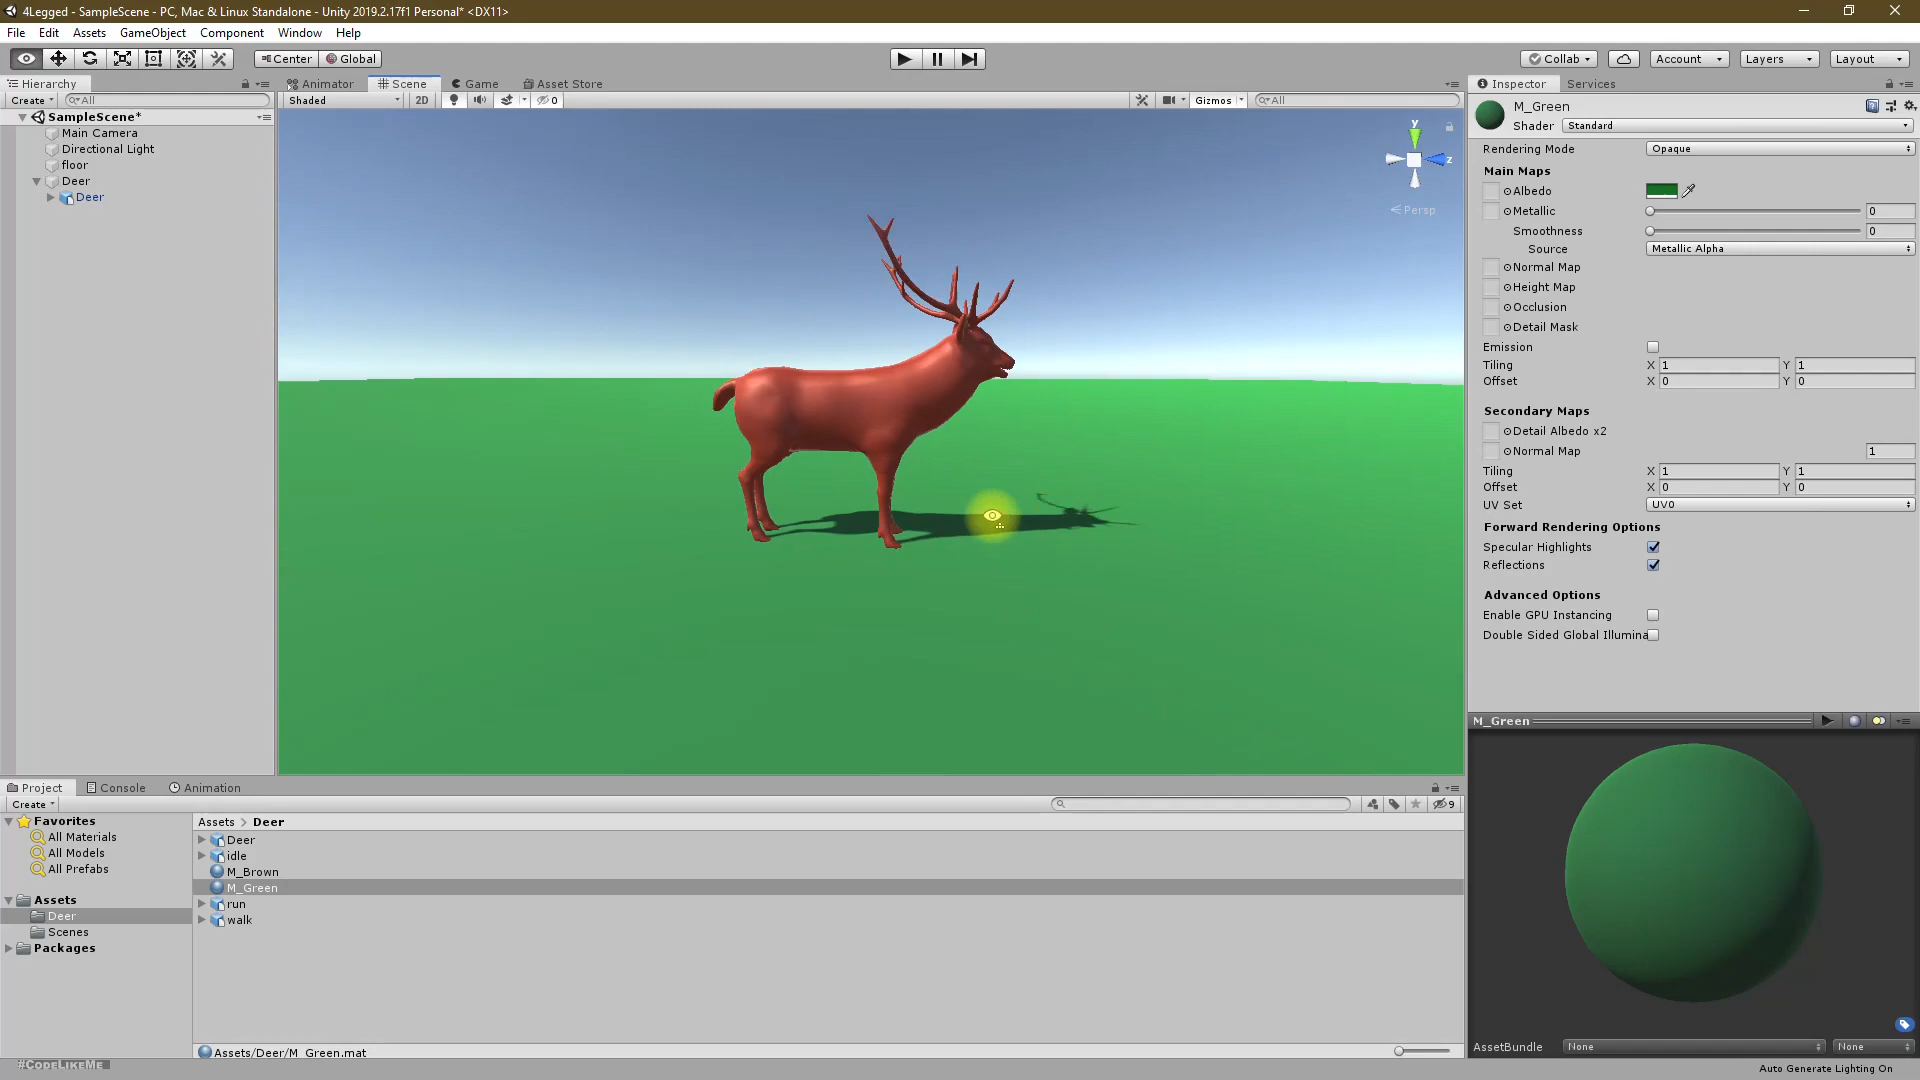 4Legged - SampleScene - PC, Mac & Linux Standalone - Unity 2019.2.17f1 Personal* <DX11>
File Edit Assets GameObject Component Window Help
Center Global
Collab Account Layers Layout
Hierarchy
Create All
SampleScene*
Main Camera
Directional Light
floor
Deer
Deer
Animator Scene Game Asset Store
Shaded 2D 0 Gizmos All
y
z
Persp
Inspector Services
M_Green
Shader Standard
Rendering Mode Opaque
Main Maps
Albedo
Metallic 0
Smoothness 0
Source Metallic Alpha
Normal Map
Height Map
Occlusion
Detail Mask
Emission
Tiling X 1 Y 1
Offset X 0 Y 0
Secondary Maps
Detail Albedo x2
Normal Map 1
Tiling X 1 Y 1
Offset X 0 Y 0
UV Set UV0
Forward Rendering Options
Specular Highlights
Reflections
Advanced Options
Enable GPU Instancing
Double Sided Global Illumina
M_Green
AssetBundle None None
Auto Generate Lighting On
Project Console Animation
Create 9
Favorites
All Materials
All Models
All Prefabs
Assets
Deer
Scenes
Packages
Assets > Deer
Deer
idle
M_Brown
M_Green
run
walk
Assets/Deer/M_Green.mat
#CodeLikeMe